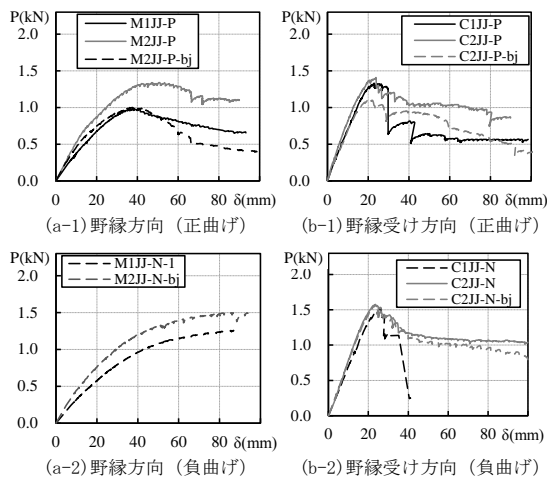 P(kN)
2.0
1.5
1.0
0.5
0.0
M1JJ-P
M2JJ-P
M2JJ-P-bj
0 20 40 60 80 δ(mm)
(a-1)野縁方向（正曲げ）
P(kN)
2.0
1.5
1.0
0.5
0.0
C1JJ-P
C2JJ-P
C2JJ-P-bj
0 20 40 60 80 δ(mm)
(b-1)野縁受け方向（正曲げ）
P(kN)
2.0
1.5
1.0
0.5
0.0
M1JJ-N-1
M2JJ-N-bj
0 20 40 60 80 δ(mm)
(a-2)野縁方向（負曲げ）
P(kN)
2.0
1.5
1.0
0.5
0.0
C1JJ-N
C2JJ-N
C2JJ-N-bj
0 20 40 60 80 δ(mm)
(b-2)野縁受け方向（負曲げ）